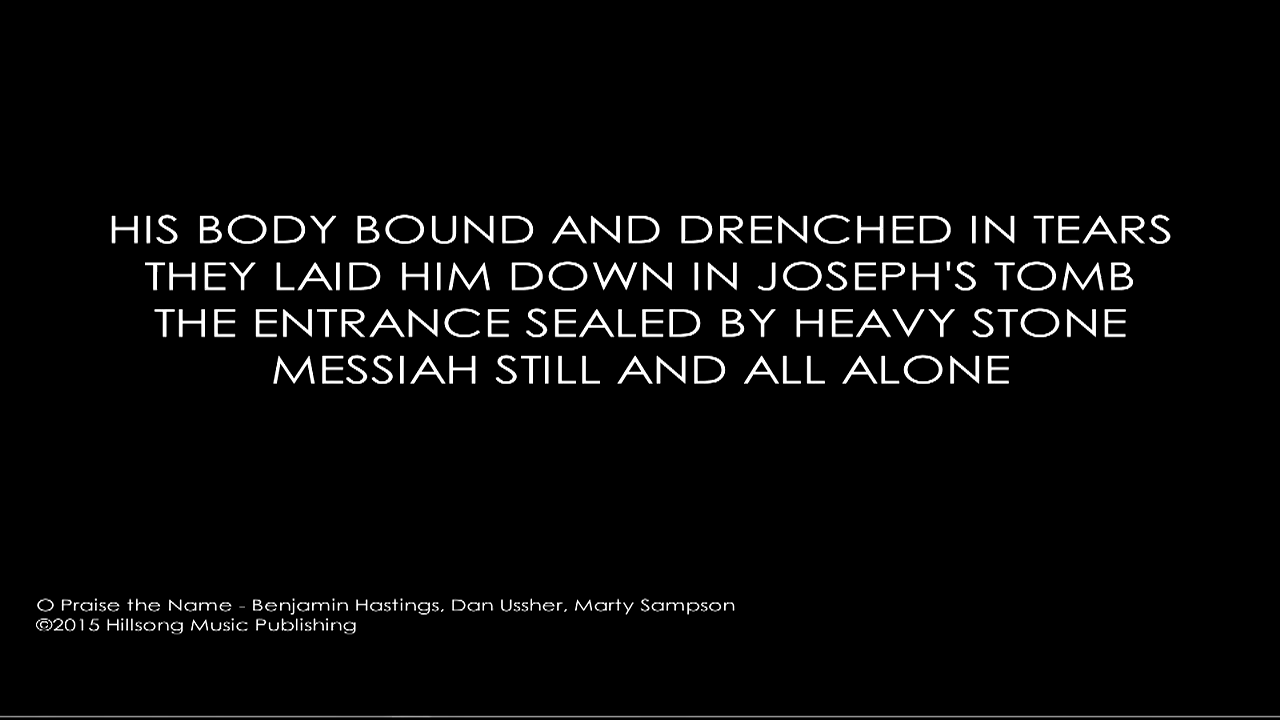 HIS BODY BOUND AND DRENCHED IN TEARS
THEY LAID HIM DOWN IN JOSEPH'S TOMB
THE ENTRANCE SEALED BY HEAVY STONE
MESSIAH STILL AND ALL ALONE
O Praise the Name - Benjamin Hastings, Dan Ussher, Marty Sampson
©2015 Hillsong Music Publishing